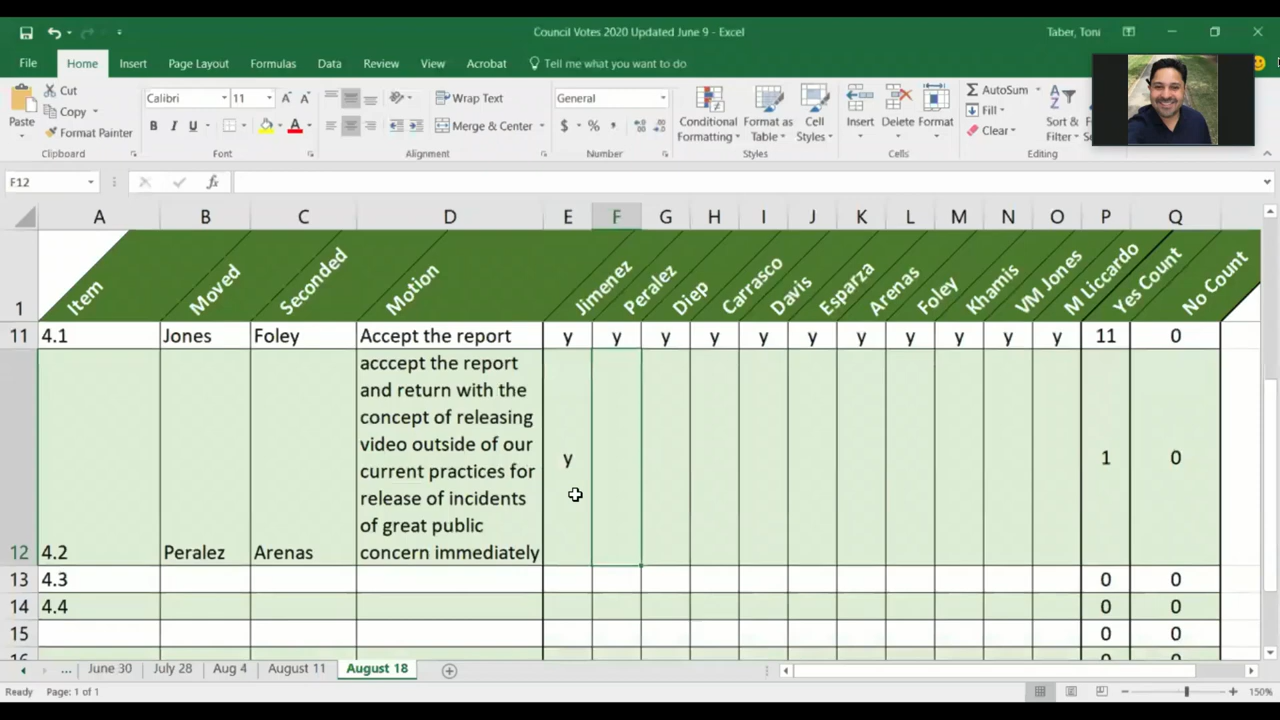 Council Votes 2020 Updated June 9 - Excel
Taber, Toni
File Home Insert Page Layout Formulas Data Review View Acrobat Tell me what you want to do
Paste
Cut
Copy
Format Painter
Clipboard
Calibri 11 A A
B I U A
Font
Wrap Text
Merge & Center
Alignment
General
$ % ,
Number
Conditional Formatting
Format as Table
Cell Styles
Styles
Insert Delete Format
Cells
AutoSum
Fill
Clear
Sort & Filter
Editing
F12 fx
A B C D E F G H I J K L M N O P Q
1 Item Moved Seconded Motion Jimenez Peralez Diep Carrasco Davis Esparza Arenas Foley Khamis VM Jones M Liccardo Yes Count No Count
11 4.1 Jones Foley Accept the report y y y y y y y y y y y 11 0
acccept the report
and return with the
concept of releasing
video outside of our
current practices for
release of incidents
of great public
12 4.2 Peralez Arenas concern immediately y 1 0
13 4.3 0 0
14 4.4 0 0
15 0 0
16 0 0
... June 30 July 28 Aug 4 August 11 August 18
Ready Page: 1 of 1 150%